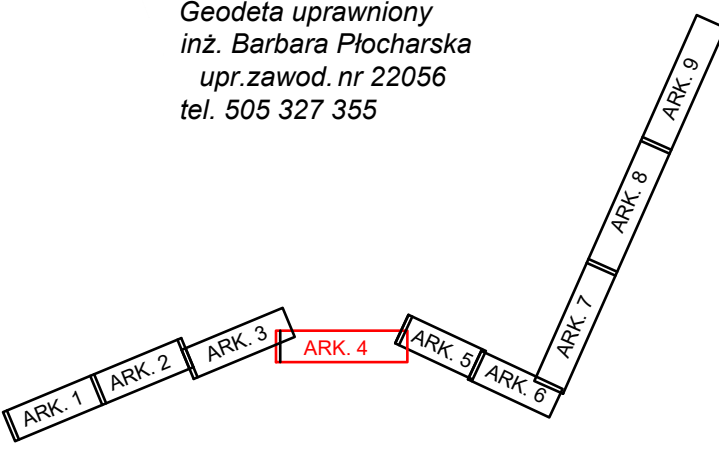 Geodeta uprawniony
inż. Barbara Płocharska
upr.zawod. nr 22056
tel. 505 327 355
ARK. 1
ARK. 2
ARK. 3
ARK. 4
ARK. 5
ARK. 6
ARK. 7
ARK. 8
ARK. 9